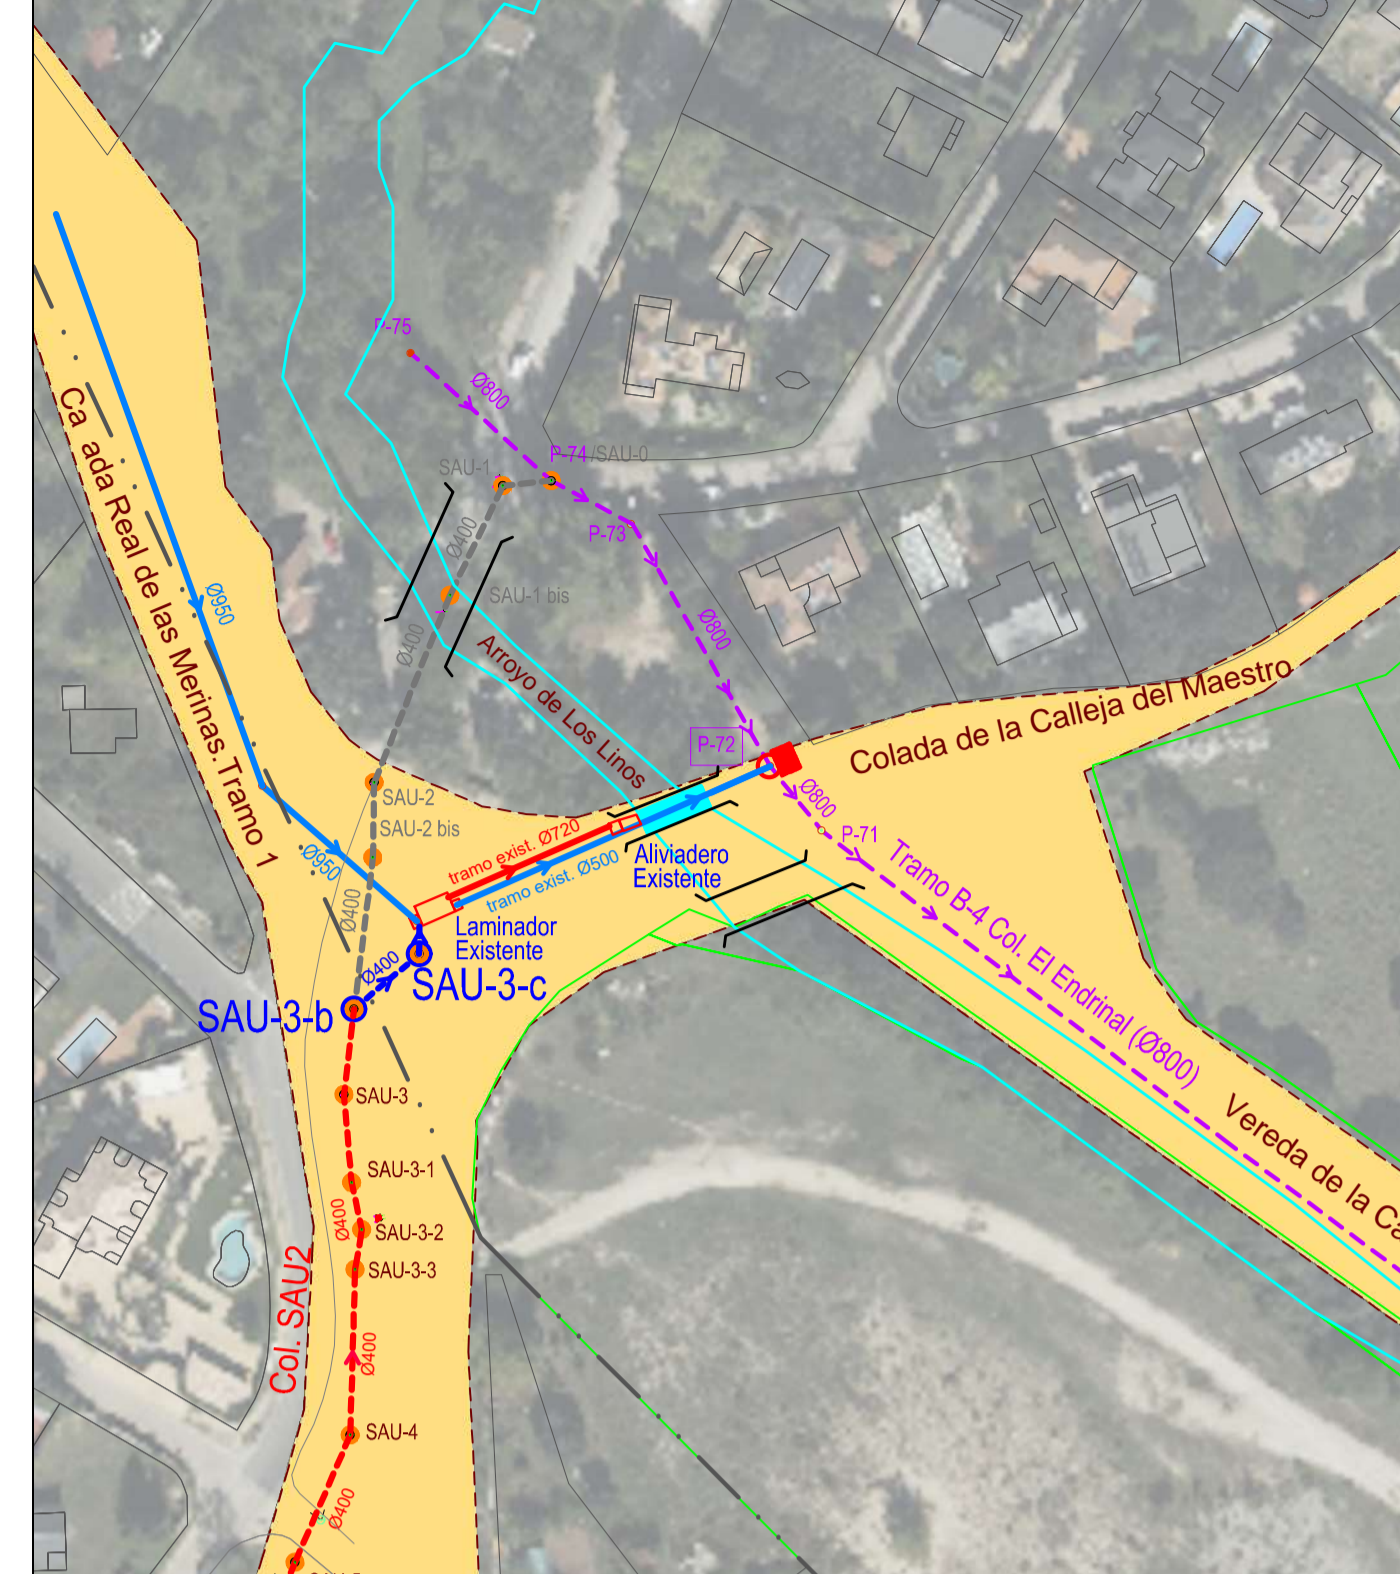 P-75
Ø800
P-74/SAU-0
SAU-1
Ø400
P-73
SAU-1 bis
Ø950
Ø400
Ø800
Ca ada Real de las Merinas.Tramo 1
Arroyo de Los Linos
Colada de la Calleja del Maestro
P-72
SAU-2
Ø800
SAU-2 bis
P-71
tramo exist. Ø720
tramo exist. Ø500
Aliviadero
Existente
Ø950
Ø400
Laminador
Existente
Tramo B-4 Col. El Endrinal (Ø800)
Ø400
SAU-3-c
SAU-3-b
SAU-3
Vereda de la Ca
SAU-3-1
Ø400
SAU-3-2
SAU-3-3
Col. SAU2
Ø400
SAU-4
Ø400